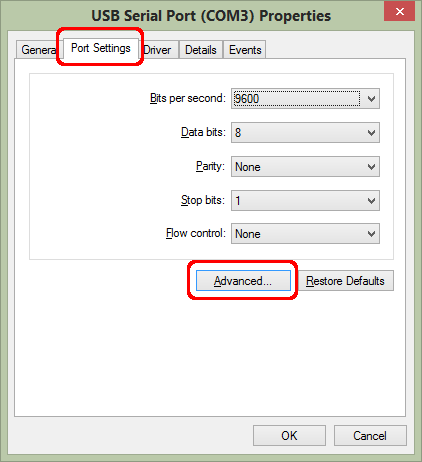 USB Serial Port (COM3) Properties
General Port Settings Driver Details Events
Bits per second: 9600
Data bits: 8
Parity: None
Stop bits: 1
Flow control: None
Advanced... Restore Defaults
OK Cancel